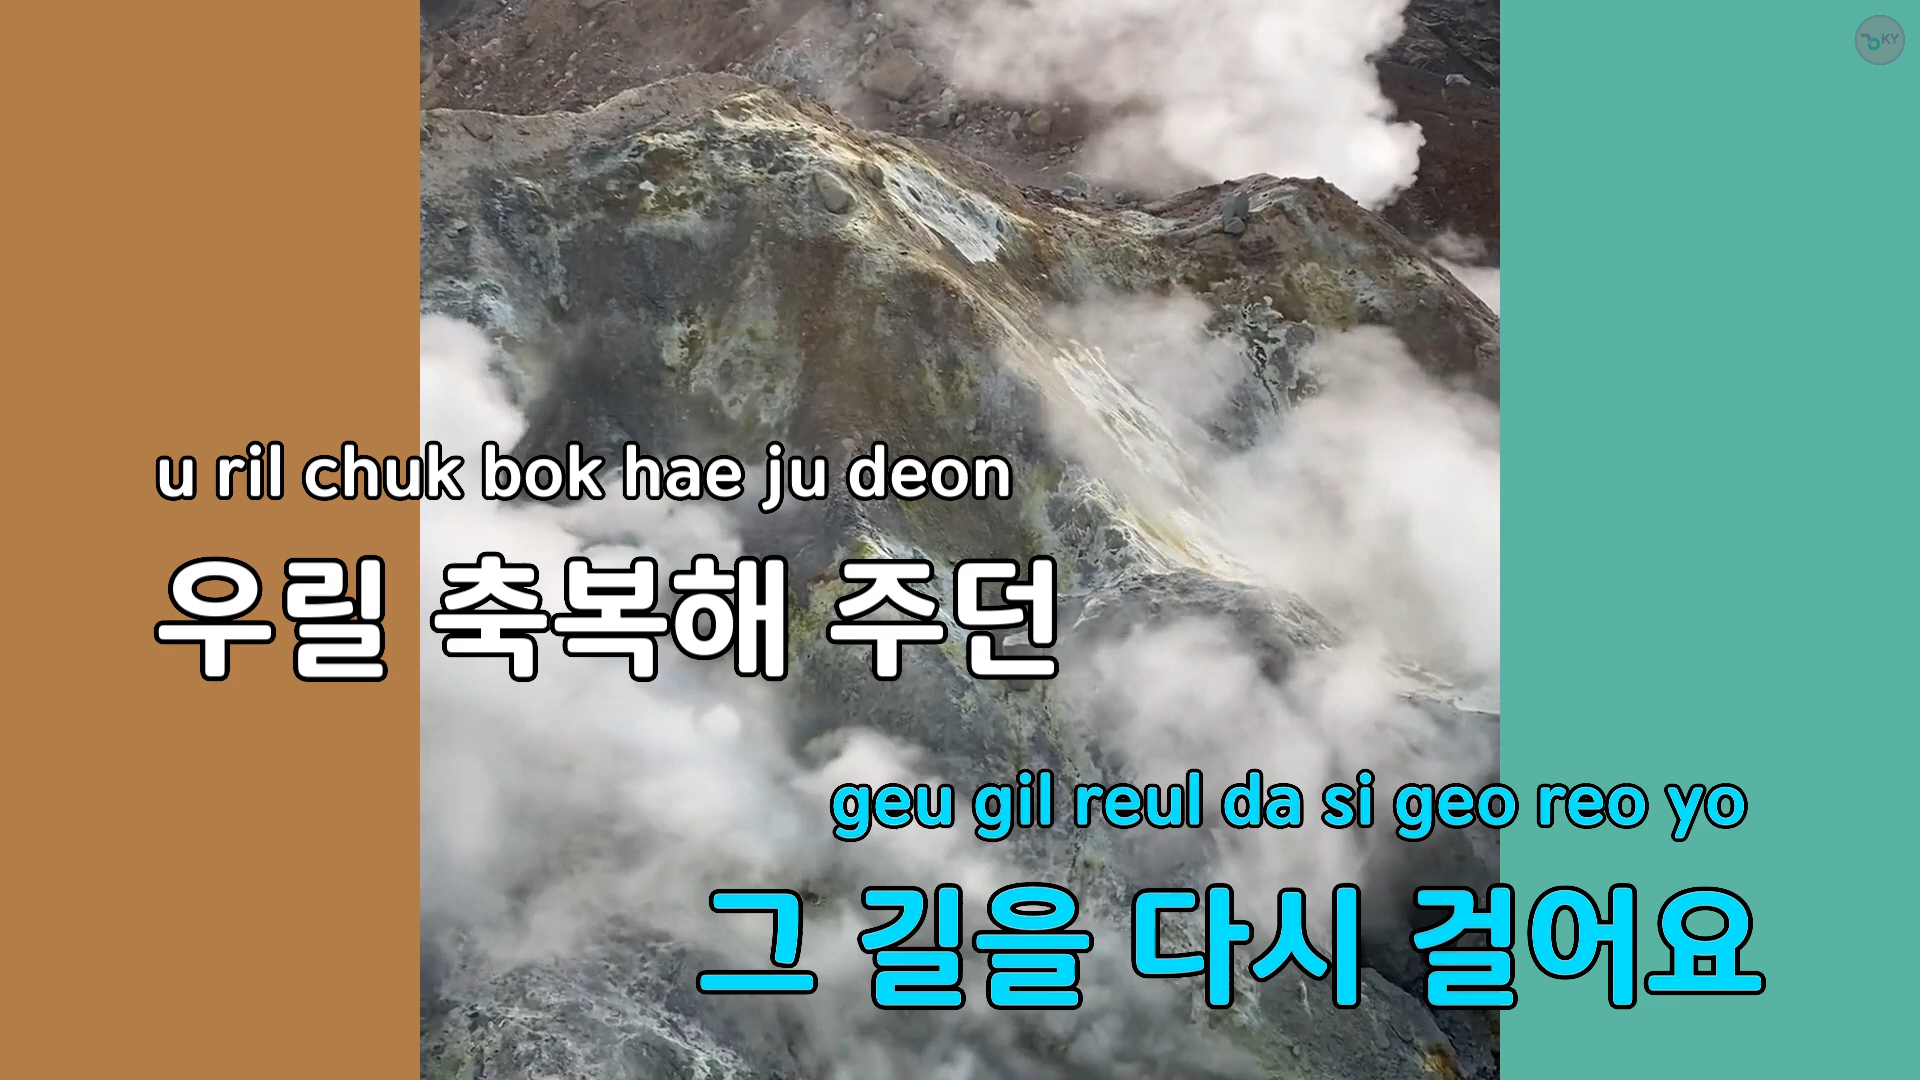 KY
u ril chuk bok hae ju deon
우릴 축복해 주던
geu gil reul da si geo reo yo
그 길을 다시 걸어요